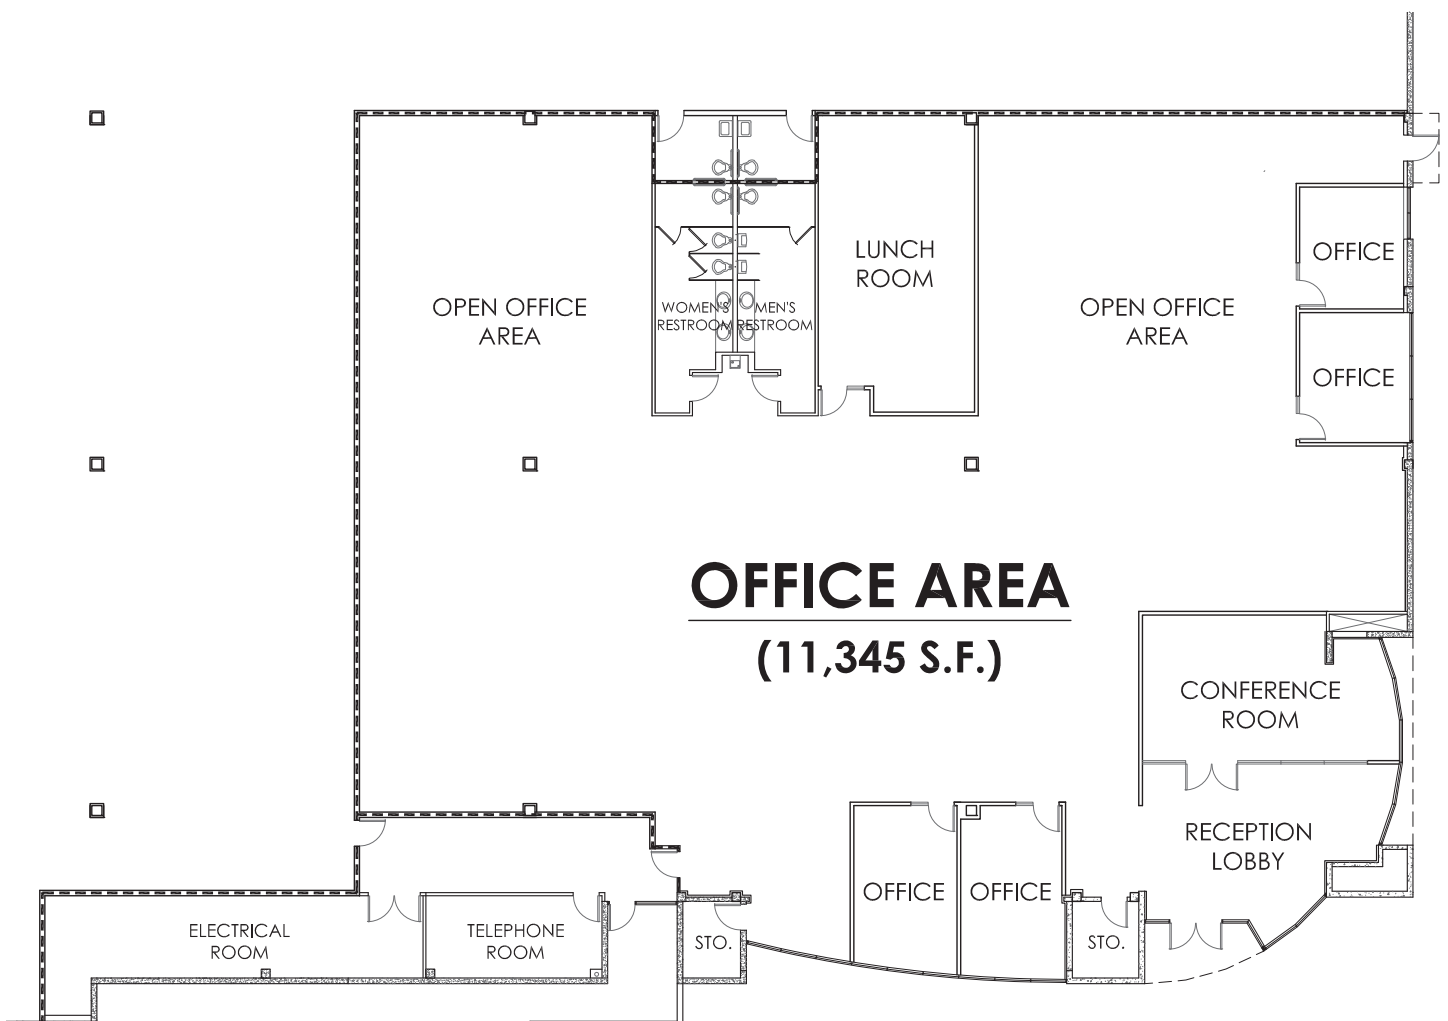 OFFICE
LUNCH
ROOM
OPEN OFFICE
AREA
WOMEN'S
RESTROOM
MEN'S
RESTROOM
OPEN OFFICE
AREA
OFFICE
OFFICE AREA
(11,345 S.F.)
CONFERENCE
ROOM
RECEPTION
LOBBY
OFFICE
OFFICE
ELECTRICAL
ROOM
TELEPHONE
ROOM
STO.
STO.